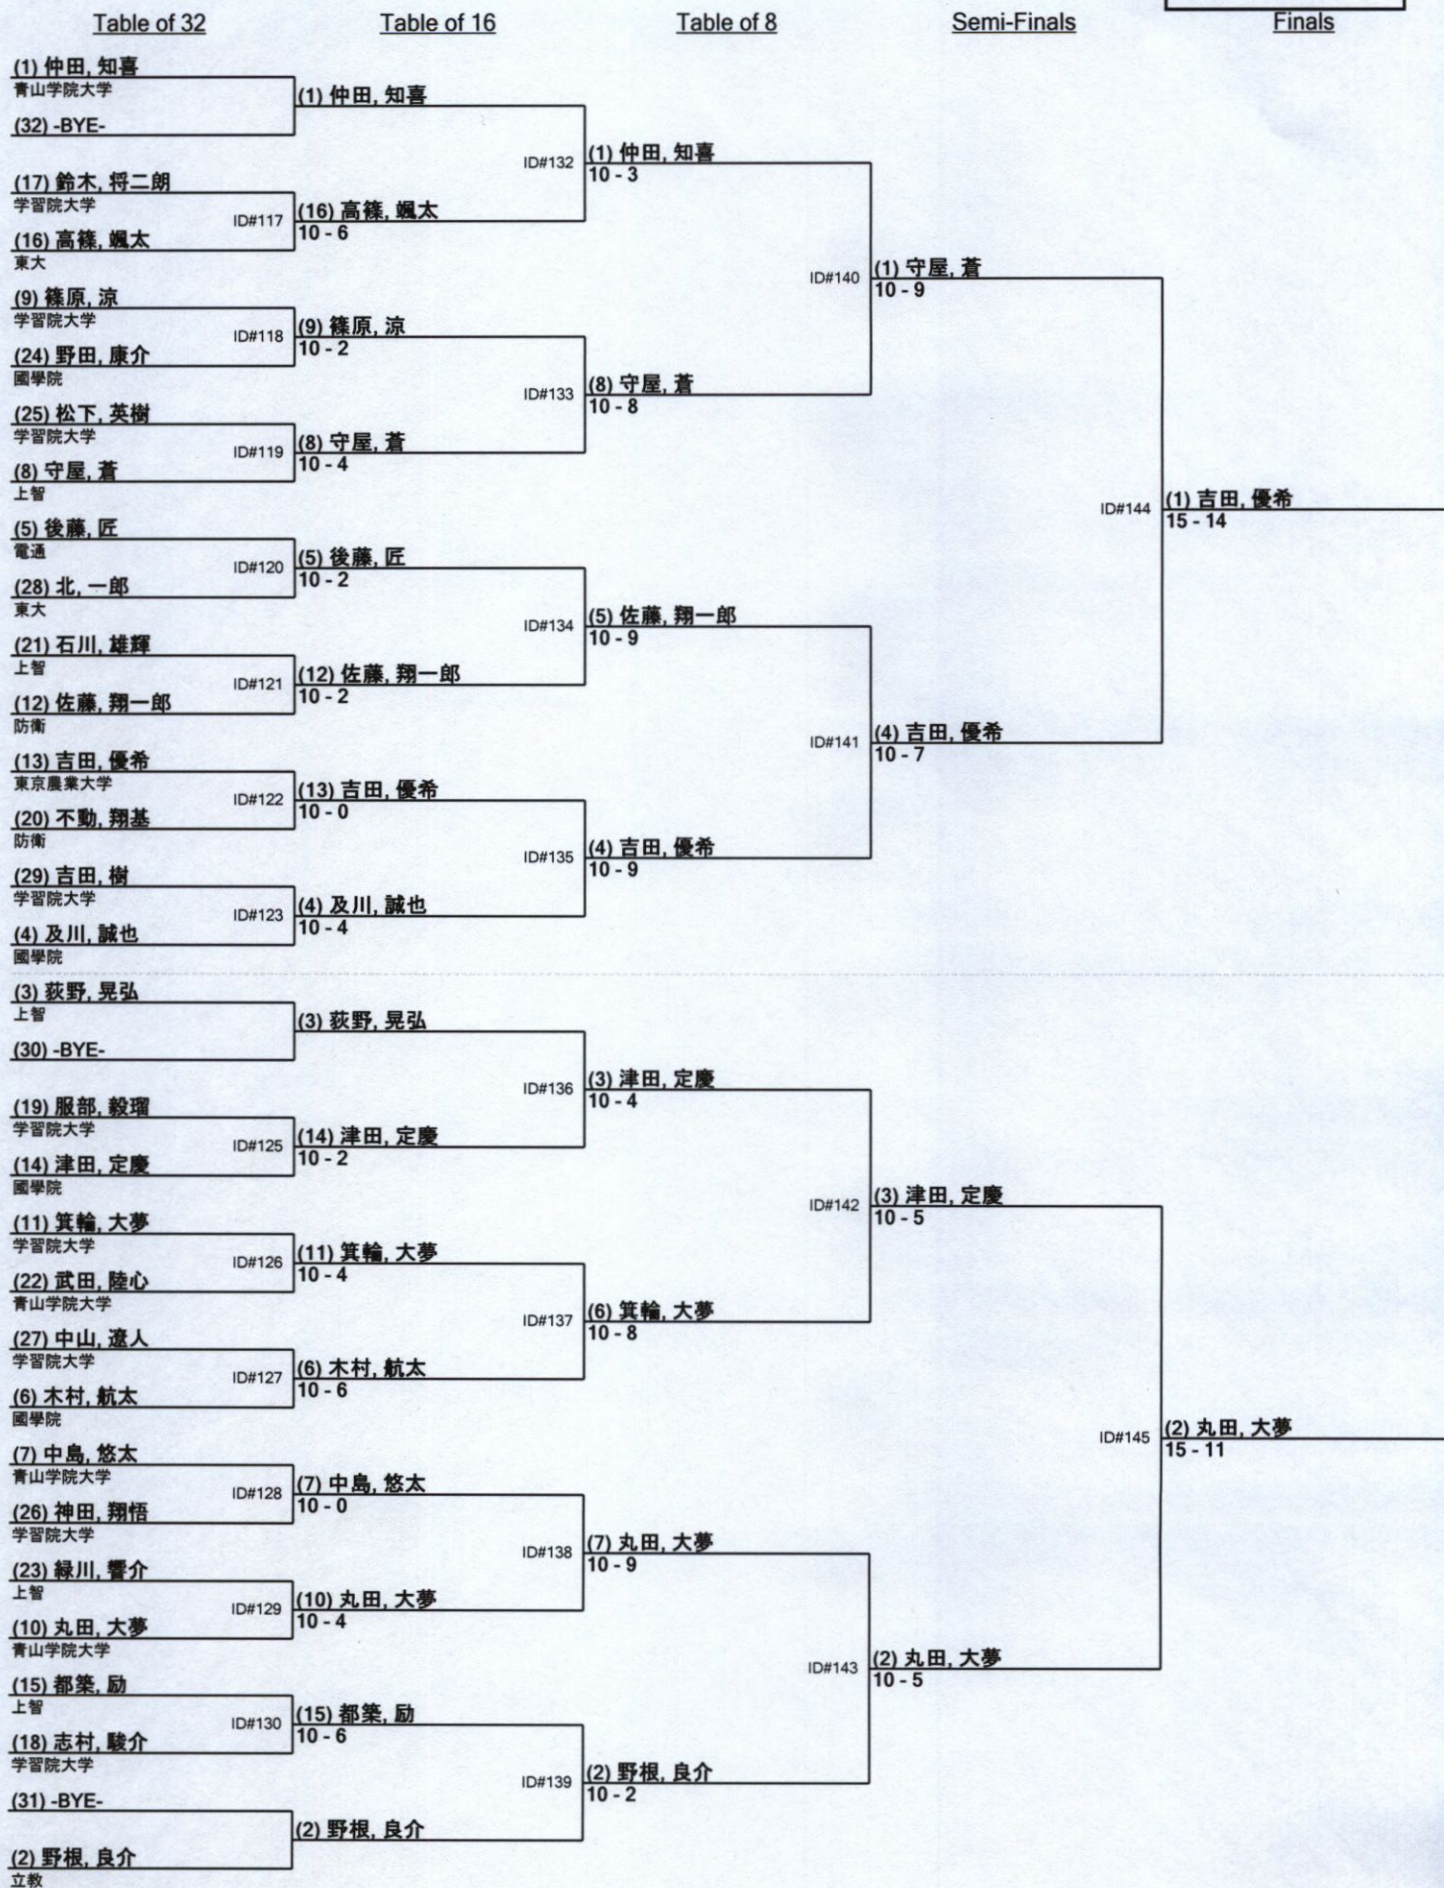 Table of 32
Table of 16
Table of 8
Semi-Finals
Finals
(1) 仲田, 知喜
青山学院大学
(32) -BYE-
(17) 鈴木, 将二朗
学習院大学
ID#117
(16) 高篠, 颯太
東大
(9) 篠原, 涼
学習院大学
ID#118
(24) 野田, 康介
國學院
(25) 松下, 英樹
学習院大学
ID#119
(8) 守屋, 蒼
上智
(5) 後藤, 匠
電通
ID#120
(28) 北, 一郎
東大
(21) 石川, 雄輝
上智
ID#121
(12) 佐藤, 翔一郎
防衛
(13) 吉田, 優希
東京農業大学
ID#122
(20) 不動, 翔基
防衛
(29) 吉田, 樹
学習院大学
ID#123
(4) 及川, 誠也
國學院
(3) 荻野, 晃弘
上智
(30) -BYE-
(19) 服部, 毅瑠
学習院大学
ID#125
(14) 津田, 定慶
國學院
(11) 箕輪, 大夢
学習院大学
ID#126
(22) 武田, 陸心
青山学院大学
(27) 中山, 遼人
学習院大学
ID#127
(6) 木村, 航太
國學院
(7) 中島, 悠太
青山学院大学
ID#128
(26) 神田, 翔悟
学習院大学
(23) 緑川, 響介
上智
ID#129
(10) 丸田, 大夢
青山学院大学
(15) 都築, 励
上智
ID#130
(18) 志村, 駿介
学習院大学
(31) -BYE-
(2) 野根, 良介
立教
(1) 仲田, 知喜
ID#132
(16) 高篠, 颯太
10 - 6
(9) 篠原, 涼
10 - 2
ID#133
(8) 守屋, 蒼
10 - 4
(5) 後藤, 匠
10 - 2
ID#134
(12) 佐藤, 翔一郎
10 - 2
(13) 吉田, 優希
10 - 0
ID#135
(4) 及川, 誠也
10 - 4
(3) 荻野, 晃弘
ID#136
(14) 津田, 定慶
10 - 2
(11) 箕輪, 大夢
10 - 4
ID#137
(6) 木村, 航太
10 - 6
(7) 中島, 悠太
10 - 0
ID#138
(10) 丸田, 大夢
10 - 4
(15) 都築, 励
10 - 6
ID#139
(2) 野根, 良介
(1) 仲田, 知喜
10 - 3
ID#140
(8) 守屋, 蒼
10 - 8
(5) 佐藤, 翔一郎
10 - 9
ID#141
(4) 吉田, 優希
10 - 9
(3) 津田, 定慶
10 - 4
ID#142
(6) 箕輪, 大夢
10 - 8
(7) 丸田, 大夢
10 - 9
ID#143
(2) 野根, 良介
10 - 2
(1) 守屋, 蒼
10 - 9
ID#144
(4) 吉田, 優希
10 - 7
(3) 津田, 定慶
10 - 5
ID#145
(2) 丸田, 大夢
10 - 5
(1) 吉田, 優希
15 - 14
(2) 丸田, 大夢
15 - 11